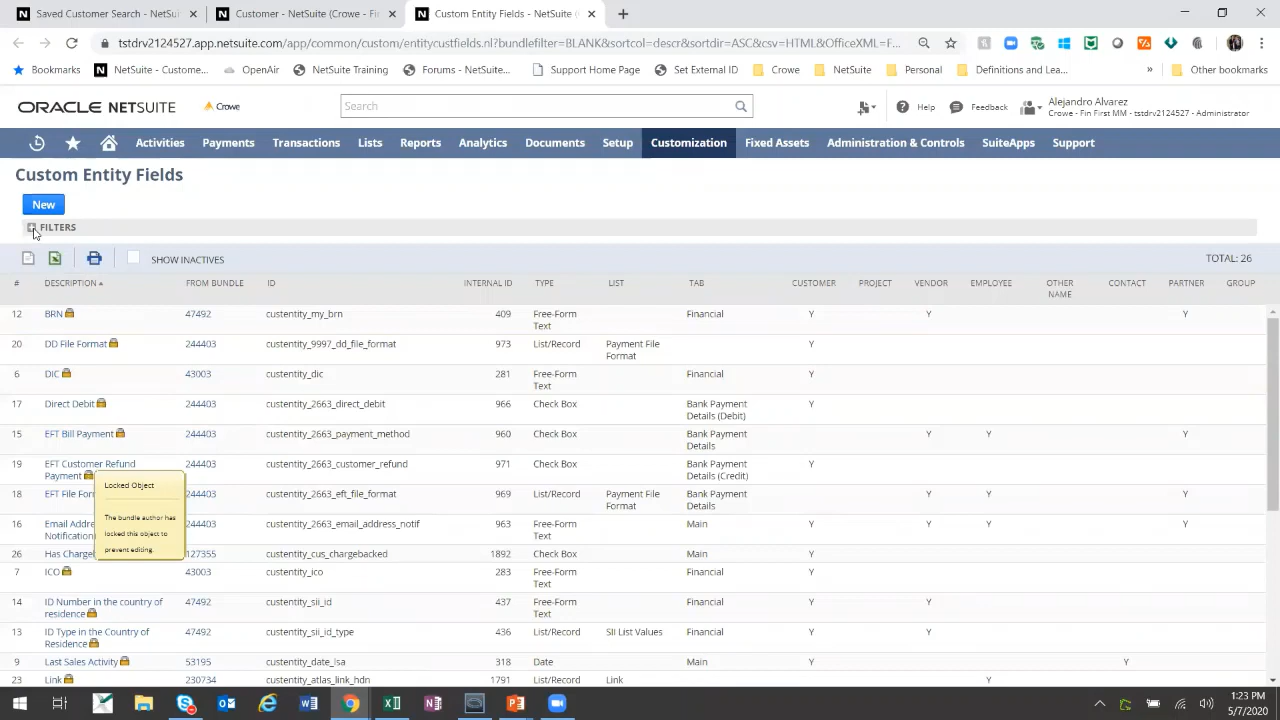 Saved Customer Search - NetSui
Customer - NetSuite (Crowe - Fi
Custom Entity Fields - NetSuite (
tstdrv2124527.app.netsuite.com/app/common/custom/entitycustfields.nl?bundlefilter=BLANK&sortcol=descr&sortdir=ASC&csv=HTML&OfficeXML=F...
Bookmarks NetSuite - Custome... OpenAir NetSuite Training Forums - NetSuite... Support Home Page Set External ID Crowe NetSuite Personal Definitions and Lea... » Other bookmarks
ORACLE NETSUITE Crowe Search Help Feedback Alejandro Alvarez
Crowe - Fin First MM - tstdrv2124527 - Administrator
Activities Payments Transactions Lists Reports Analytics Documents Setup Customization Fixed Assets Administration & Controls SuiteApps Support
Custom Entity Fields
New
FILTERS
SHOW INACTIVES TOTAL: 26
# DESCRIPTION FROM BUNDLE ID INTERNAL ID TYPE LIST TAB CUSTOMER PROJECT VENDOR EMPLOYEE OTHER NAME CONTACT PARTNER GROUP
12 BRN 47492 custentity_my_brn 409 Free-Form Text Financial Y Y Y
20 DD File Format 244403 custentity_9997_dd_file_format 973 List/Record Payment File Format Y
6 DIC 43003 custentity_dic 281 Free-Form Text Financial Y
17 Direct Debit 244403 custentity_2663_direct_debit 966 Check Box Bank Payment Details (Debit) Y
15 EFT Bill Payment 244403 custentity_2663_payment_method 960 Check Box Bank Payment Details Y Y Y
19 EFT Customer Refund Payment 244403 custentity_2663_customer_refund 971 Check Box Bank Payment Details (Credit) Y
18 EFT File For 244403 custentity_2663_eft_file_format 969 List/Record Payment File Format Bank Payment Details Y Y Y
16 Email Addre Notification 244403 custentity_2663_email_address_notif 963 Free-Form Text Main Y Y Y Y
26 Has Charge 127355 custentity_cus_chargebacked 1892 Check Box Main Y
7 ICO 43003 custentity_ico 283 Free-Form Text Financial Y
14 ID Number in the country of residence 47492 custentity_sii_id 437 Free-Form Text Financial Y Y
13 ID Type in the Country of Residence 47492 custentity_sii_id_type 436 List/Record SII List Values Financial Y Y
9 Last Sales Activity 53195 custentity_date_lsa 318 Date Main Y Y
23 Link 230734 custentity_atlas_link_hdn 1791 List/Record Link Y
Locked Object
The bundle author has
locked this object to
prevent editing.
1:23 PM
5/7/2020